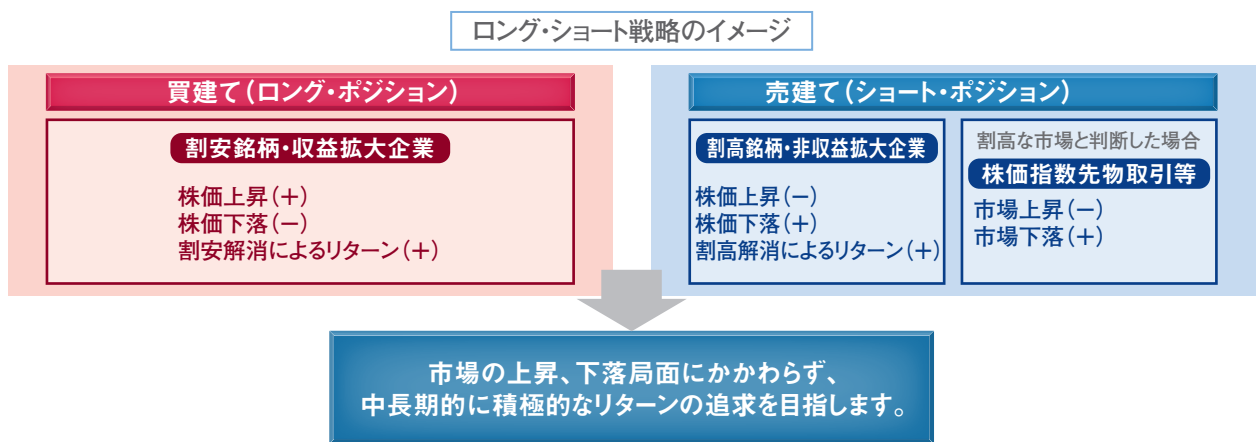 ロング・ショート戦略のイメージ
買建て（ロング・ポジション）
割安銘柄・収益拡大企業
株価上昇（＋）
株価下落（－）
割安解消によるリターン（＋）
売建て（ショート・ポジション）
割高銘柄・非収益拡大企業
株価上昇（－）
株価下落（＋）
割高解消によるリターン（＋）
割高な市場と判断した場合
株価指数先物取引等
市場上昇（－）
市場下落（＋）
市場の上昇、下落局面にかかわらず、
中長期的に積極的なリターンの追求を目指します。